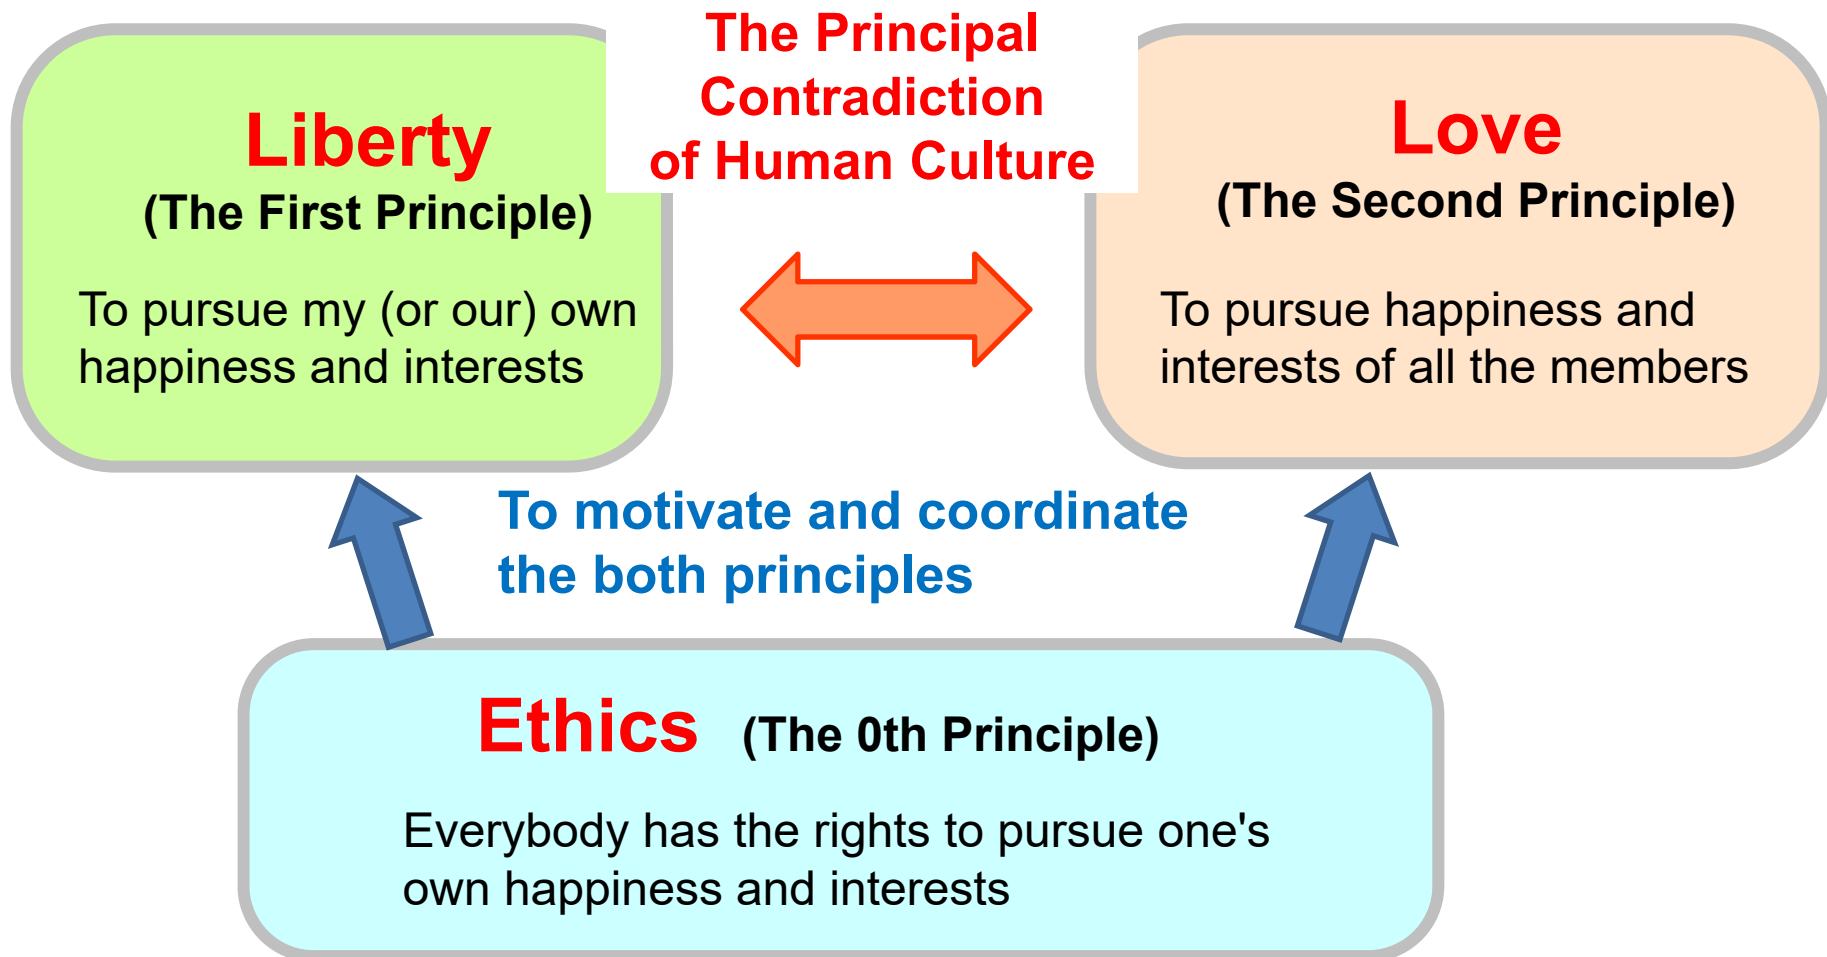 The Principal
Contradiction
of Human Culture
Liberty
(The First Principle)
To pursue my (or our) own
happiness and interests
Love
(The Second Principle)
To pursue happiness and
interests of all the members
To motivate and coordinate
the both principles
Ethics (The 0th Principle)
Everybody has the rights to pursue one's
own happiness and interests